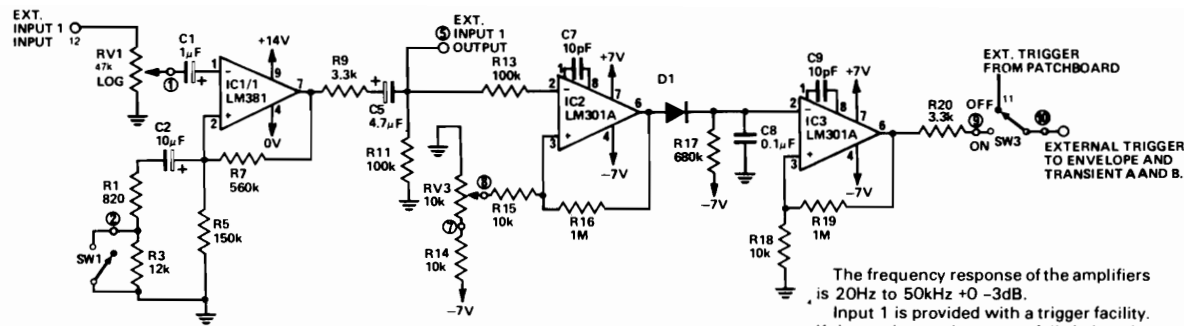 EXT.
INPUT 1
INPUT
12
RV1
47k
LOG
C1
1µF
+
①
1
−
9
+14V
IC1/1
LM381
7
2
+
4
0V
C2
10µF
+
R7
560k
R1
820
②
SW1
R3
12k
R5
150k
R9
3.3k
+
C5
4.7µF
⑤
EXT.
INPUT 1
OUTPUT
R11
100k
R13
100k
RV3
10k
⑧
⑦
R14
10k
−7V
R15
10k
C7
10pF
1
8
+7V
7
2
−
IC2
LM301A
6
3
+
4
−7V
R16
1M
D1
R17
680k
−7V
C8
0.1µF
C9
10pF
1
8
+7V
7
2
−
IC3
LM301A
6
3
+
4
−7V
R19
1M
R18
10k
R20
3.3k
EXT. TRIGGER
FROM PATCHBOARD
OFF
11
⑨
ON
SW3
⑩
EXTERNAL TRIGGER
TO ENVELOPE AND
TRANSIENT A AND B.
The frequency response of the amplifiers
is 20Hz to 50kHz +0 −3dB.
Input 1 is provided with a trigger facility.